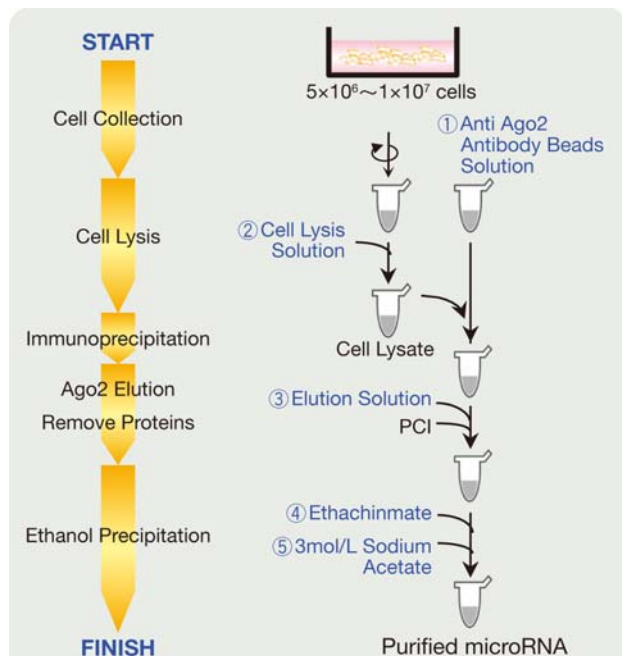 START
Cell Collection
Cell Lysis
Immunoprecipitation
Ago2 Elution
Remove Proteins
Ethanol Precipitation
FINISH
5×10⁶～1×10⁷ cells
①Anti Ago2
Antibody Beads
Solution
②Cell Lysis
Solution
Cell Lysate
③Elution Solution
PCI
④Ethachinmate
⑤3mol/L Sodium
Acetate
Purified microRNA